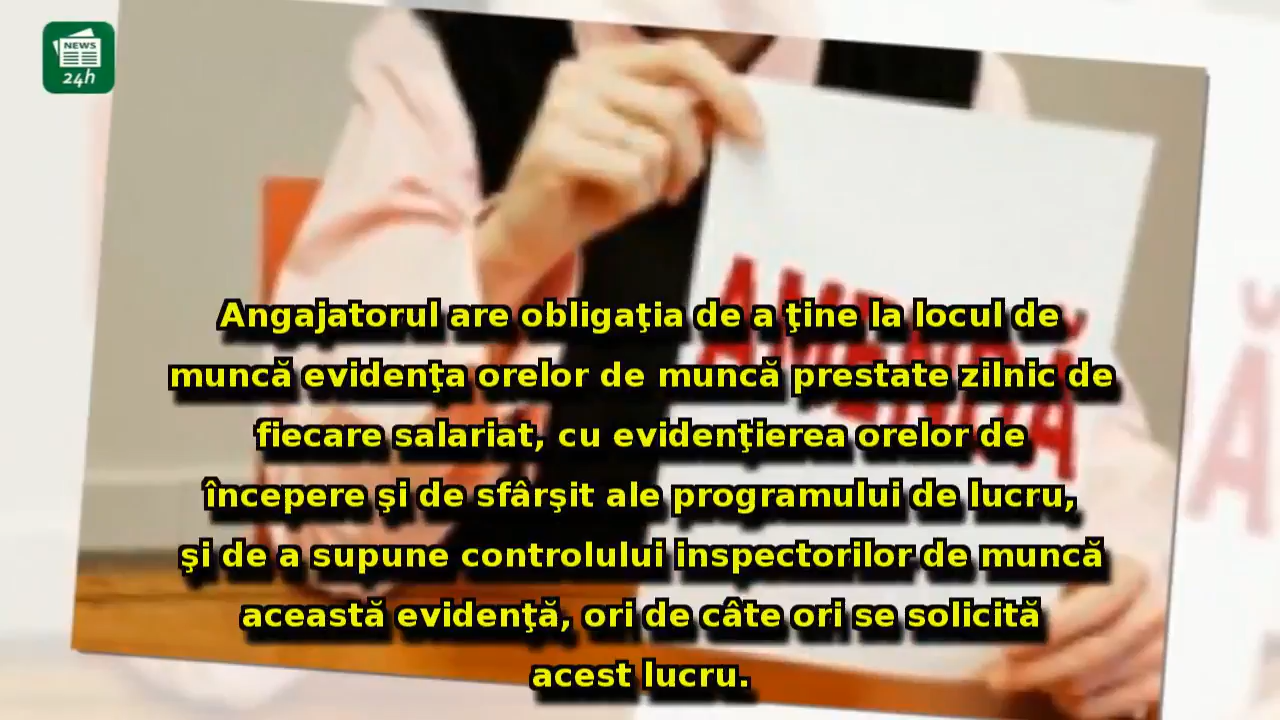 NEWS
24h
AMENDĂ
Angajatorul are obligaţia de a ţine la locul de
muncă evidenţa orelor de muncă prestate zilnic de
fiecare salariat, cu evidenţierea orelor de
începere şi de sfârşit ale programului de lucru,
şi de a supune controlului inspectorilor de muncă
această evidenţă, ori de câte ori se solicită
acest lucru.